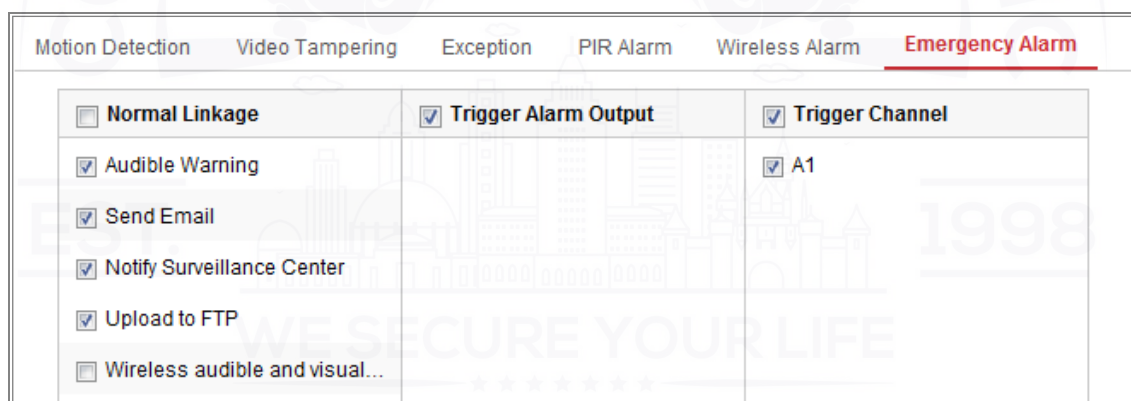 Motion Detection Video Tampering Exception PIR Alarm Wireless Alarm Emergency Alarm
Normal Linkage Trigger Alarm Output Trigger Channel
Audible Warning A1
Send Email
EST. 1998
Notify Surveillance Center
Upload to FTP
WE SECURE YOUR LIFE
Wireless audible and visual...